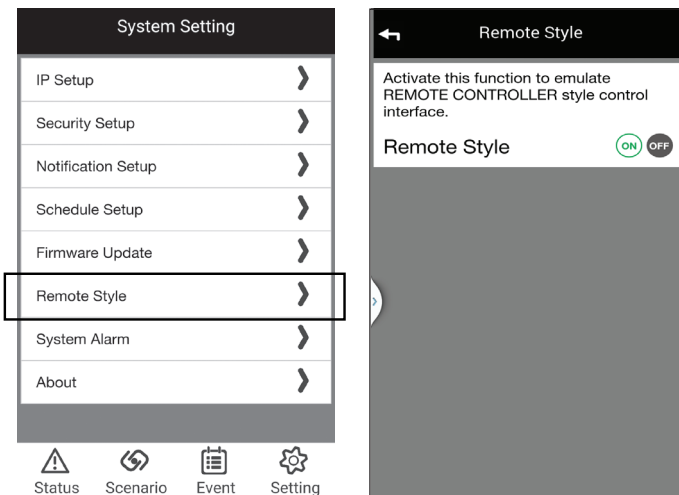 System Setting
IP Setup
Security Setup
Notification Setup
Schedule Setup
Firmware Update
Remote Style
System Alarm
About
Status Scenario Event Setting
Remote Style
Activate this function to emulate
REMOTE CONTROLLER style control
interface.
Remote Style ON OFF